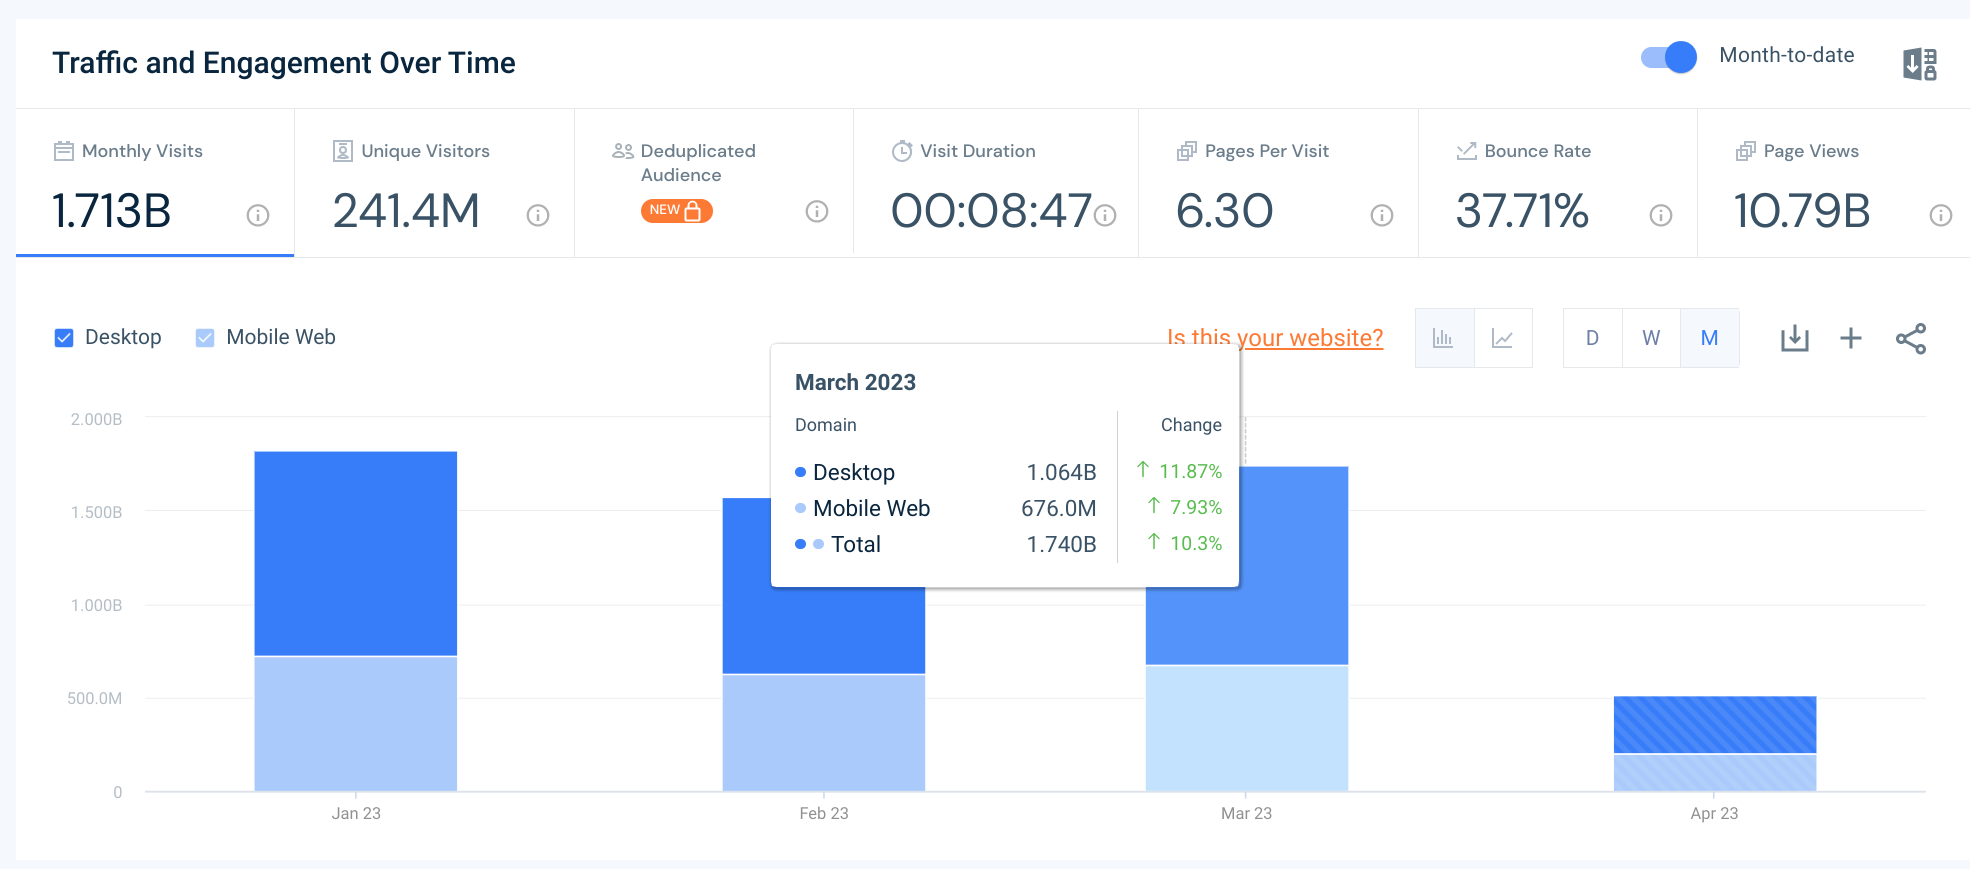 Traffic and Engagement Over Time
Month-to-date
Monthly Visits
1.713B
Unique Visitors
241.4M
Deduplicated
Audience
NEW
Visit Duration
00:08:47
Pages Per Visit
6.30
Bounce Rate
37.71%
Page Views
10.79B
Desktop
Mobile Web
Is this your website?
D
W
M
March 2023
Domain Change
Desktop 1.064B ↑ 11.87%
Mobile Web 676.0M ↑ 7.93%
Total 1.740B ↑ 10.3%
2.000B
1.500B
1.000B
500.0M
0
Jan 23
Feb 23
Mar 23
Apr 23